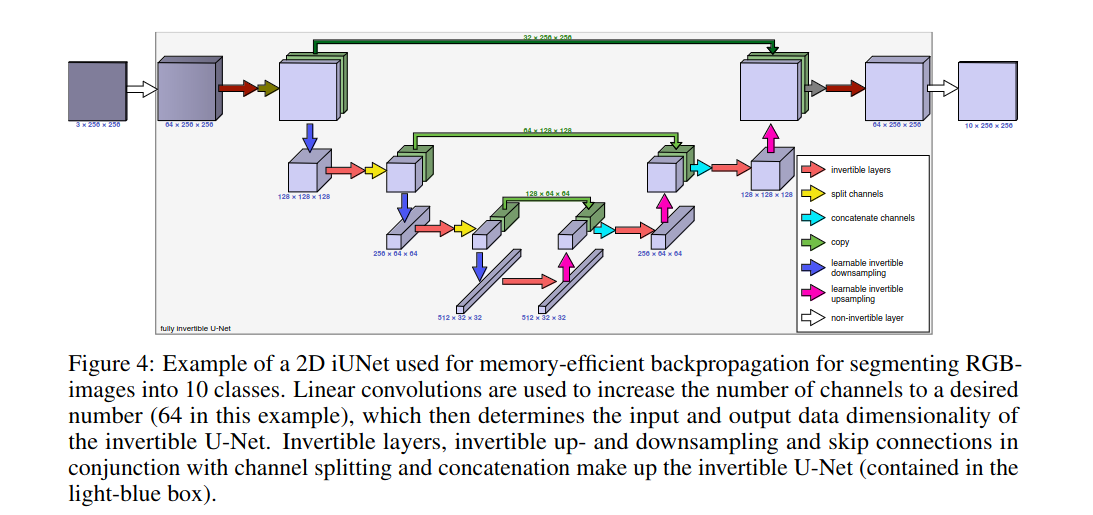 32 × 256 × 256
3 × 256 × 256
64 × 256 × 256
64 × 256 × 256
10 × 256 × 256
64 × 128 × 128
128 × 128 × 128
128 × 128 × 128
128 × 64 × 64
256 × 64 × 64
256 × 64 × 64
512 × 32 × 32
512 × 32 × 32
invertible layers
split channels
concatenate channels
copy
learnable invertible
downsampling
learnable invertible
upsampling
non-invertible layer
fully invertible U-Net
Figure 4: Example of a 2D iUNet used for memory-efficient backpropagation for segmenting RGB-
images into 10 classes. Linear convolutions are used to increase the number of channels to a desired
number (64 in this example), which then determines the input and output data dimensionality of
the invertible U-Net. Invertible layers, invertible up- and downsampling and skip connections in
conjunction with channel splitting and concatenation make up the invertible U-Net (contained in the
light-blue box).